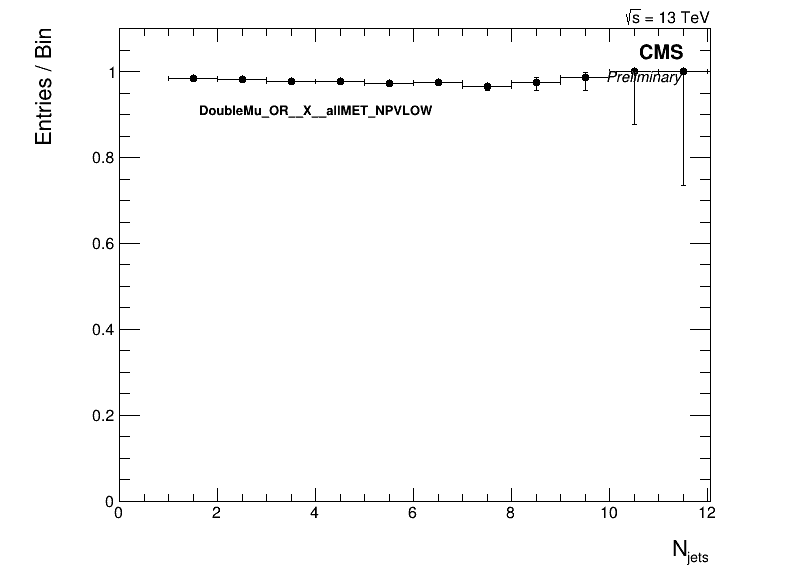 √s = 13 TeV
CMS
Preliminary
DoubleMu_OR__X__allMET_NPVLOW
Entries / Bin
1
0.8
0.6
0.4
0.2
0
0 2 4 6 8 10 12
Njets